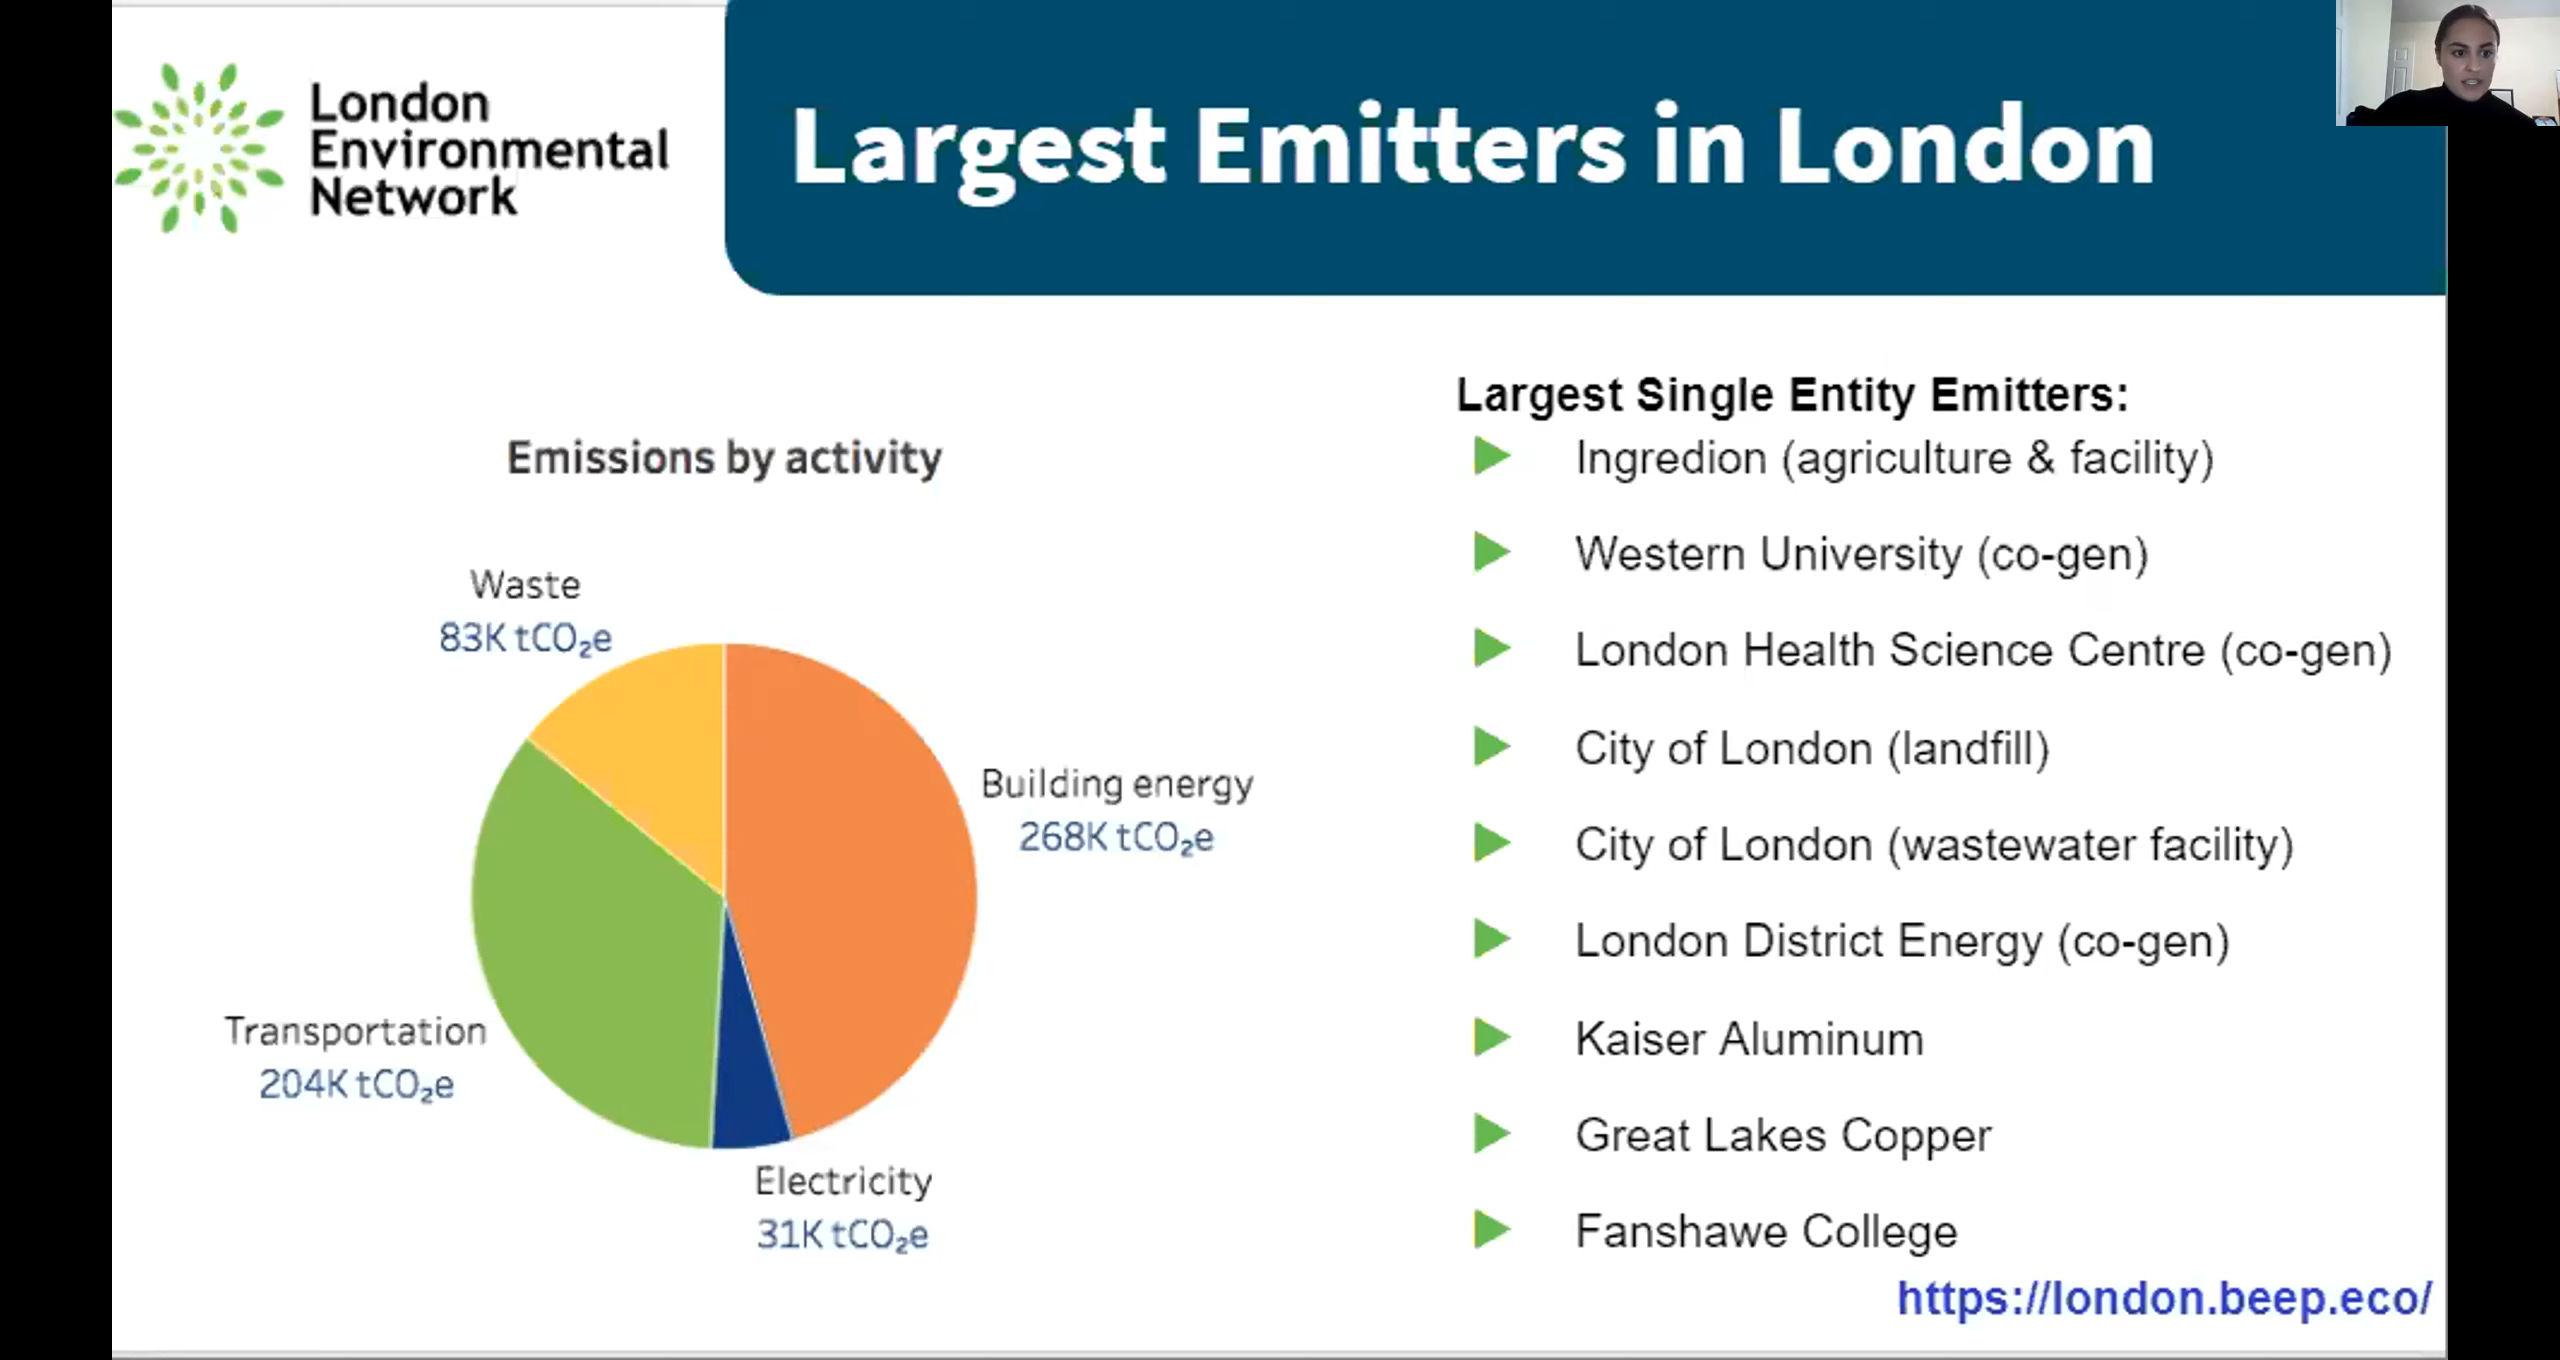 London
Environmental
Network
Largest Emitters in London
Emissions by activity
Waste
83K tCO₂e
Building energy
268K tCO₂e
Transportation
204K tCO₂e
Electricity
31K tCO₂e
Largest Single Entity Emitters:
Ingredion (agriculture & facility)
Western University (co-gen)
London Health Science Centre (co-gen)
City of London (landfill)
City of London (wastewater facility)
London District Energy (co-gen)
Kaiser Aluminum
Great Lakes Copper
Fanshawe College
https://london.beep.eco/